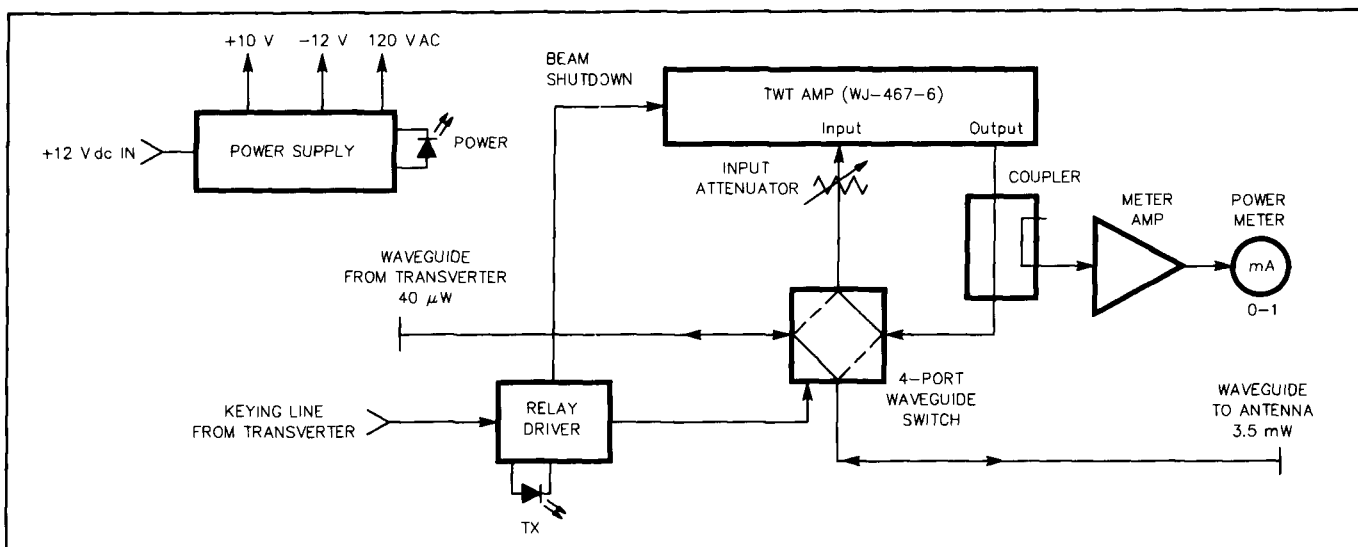 +10 V
-12 V
120 VAC
+12 Vdc IN
POWER SUPPLY
POWER
BEAM
SHUTDOWN
TWT AMP (WJ-467-6)
Input
Output
INPUT
ATTENUATOR
COUPLER
METER
AMP
POWER
METER
mA
0-1
WAVEGUIDE
FROM TRANSVERTER
40 μW
4-PORT
WAVEGUIDE
SWITCH
WAVEGUIDE
TO ANTENNA
3.5 mW
KEYING LINE
FROM TRANSVERTER
RELAY
DRIVER
TX